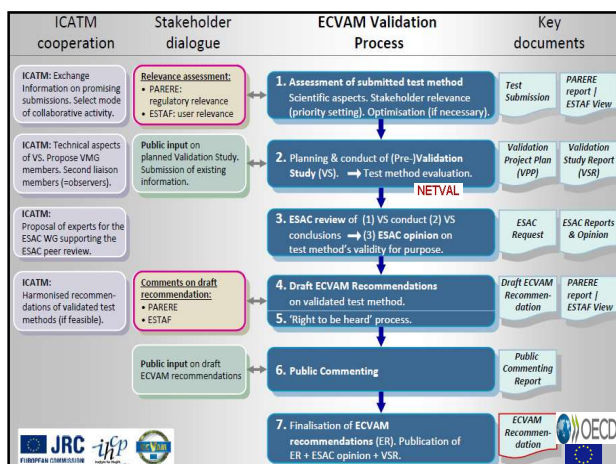 ICATM
cooperation
Stakeholder
dialogue
ECVAM Validation
Process
Key
documents
ICATM: Exchange
Information on promising
submissions. Select mode
of collaborative activity.
Relevance assessment:
• PARERE:
regulatory relevance
• ESTAF: user relevance
1. Assessment of submitted test method
Scientific aspects. Stakeholder relevance
(priority setting). Optimisation (if necessary).
Test
Submission
PARERE
report |
ESTAF View
ICATM: Technical aspects
of VS. Propose VMG
members. Second liaison
members (=observers).
Public input on
planned Validation Study.
Submission of existing
information.
2. Planning & conduct of (Pre-)Validation
Study (VS). → Test method evaluation.
NETVAL
Validation
Project Plan
(VPP)
Validation
Study Report
(VSR)
ICATM:
Proposal of experts for the
ESAC WG supporting the
ESAC peer review.
3. ESAC review of (1) VS conduct (2) VS
conclusions → (3) ESAC opinion on
test method's validity for purpose.
ESAC
Request
ESAC Reports
& Opinion
ICATM:
Harmonised recommen-
dations of validated test
methods (if feasible).
Comments on draft
recommendation:
• PARERE
• ESTAF
4. Draft ECVAM Recommendations
on validated test method.
5. 'Right to be heard' process.
Draft ECVAM
Recommen-
dation
PARERE
report |
ESTAF View
Public input on draft
ECVAM recommendations
6. Public Commenting
Public
Commenting
Report
7. Finalisation of ECVAM
recommendations (ER). Publication of
ER + ESAC opinion + VSR.
ECVAM
Recommen-
dation
OECD
JRC
EUROPEAN COMMISSION
ihcp
ECVAM